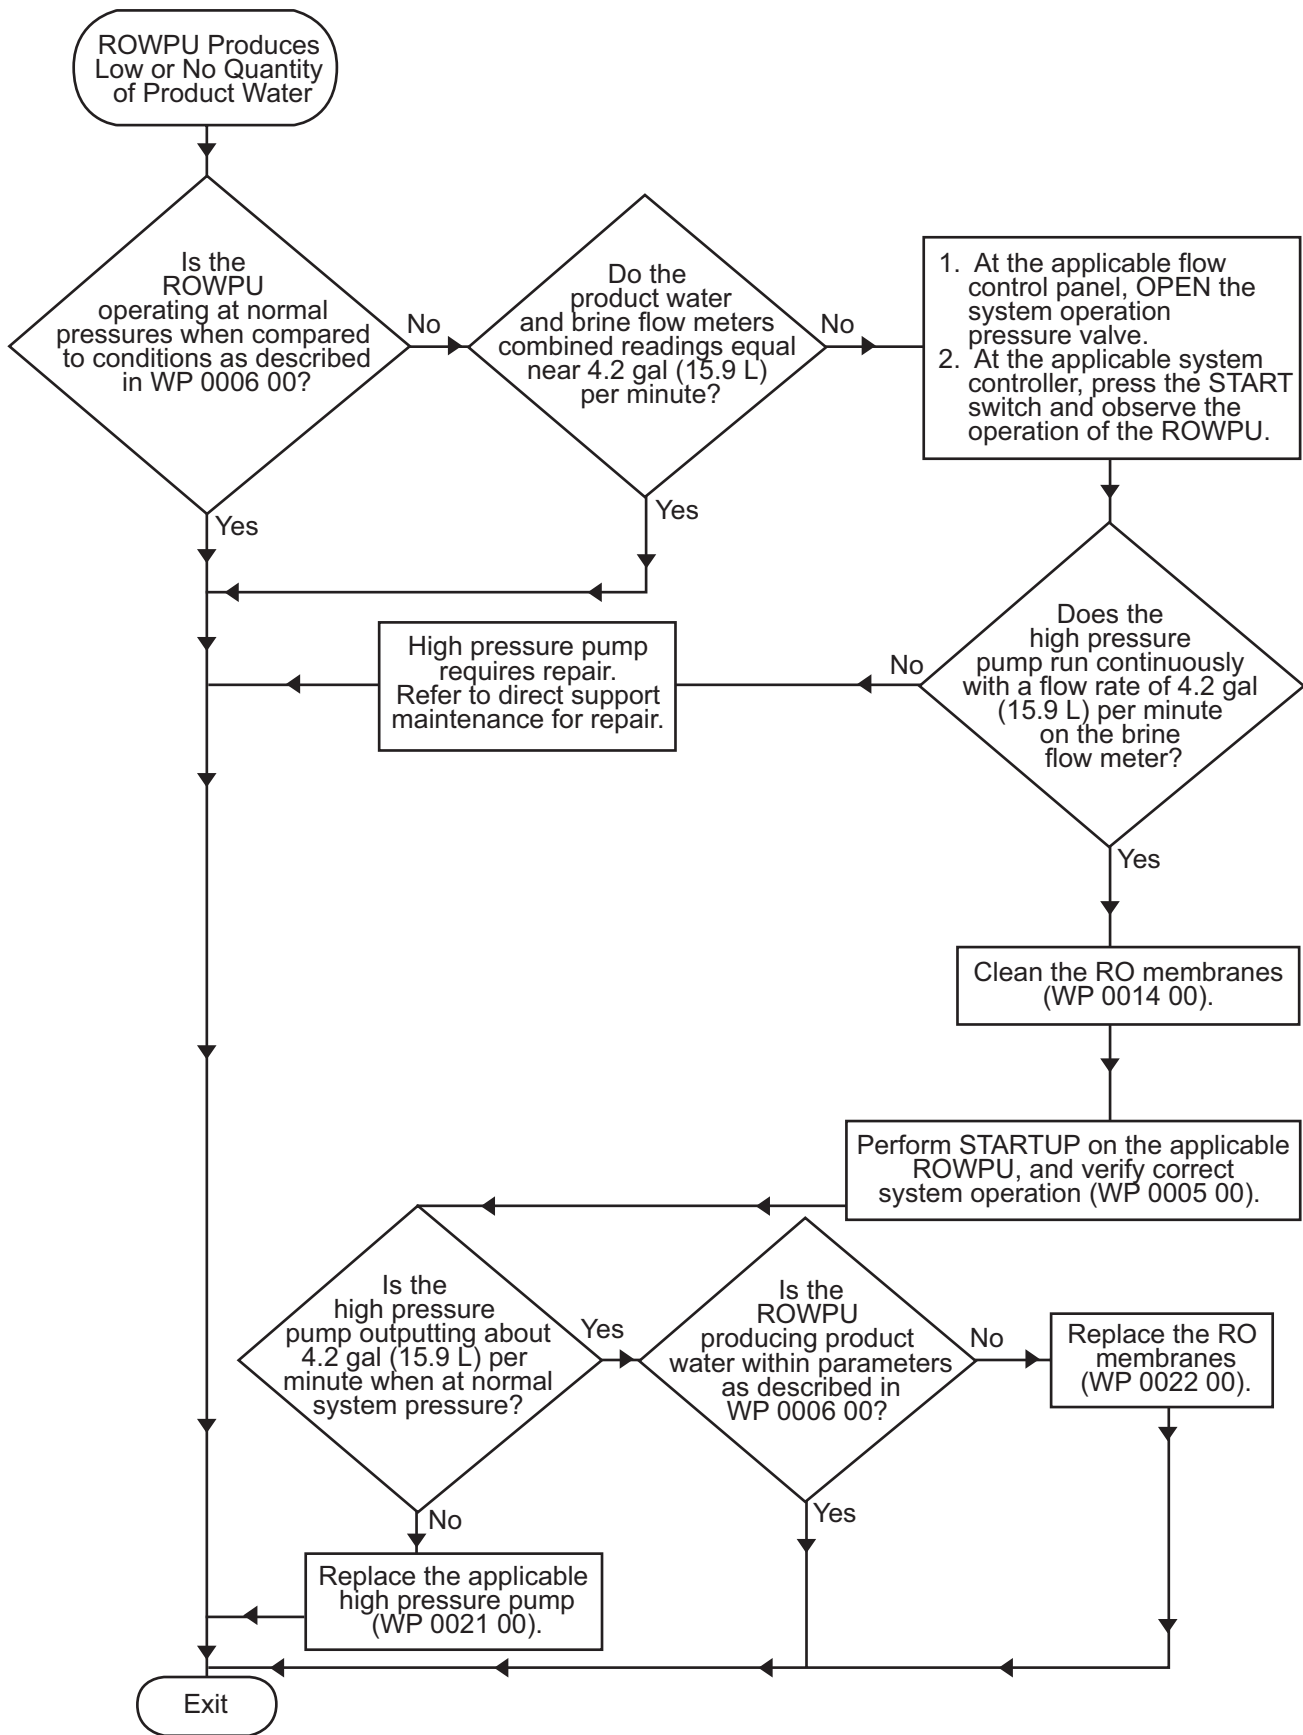 ROWPU Produces
Low or No Quantity
of Product Water
Is the
ROWPU
operating at normal
pressures when compared
to conditions as described
in WP 0006 00?
No
Yes
Do the
product water
and brine flow meters
combined readings equal
near 4.2 gal (15.9 L)
per minute?
No
Yes
1. At the applicable flow
control panel, OPEN the
system operation
pressure valve.
2. At the applicable system
controller, press the START
switch and observe the
operation of the ROWPU.
Does the
high pressure
pump run continuously
with a flow rate of 4.2 gal
(15.9 L) per minute
on the brine
flow meter?
No
Yes
High pressure pump
requires repair.
Refer to direct support
maintenance for repair.
Clean the RO membranes
(WP 0014 00).
Perform STARTUP on the applicable
ROWPU, and verify correct
system operation (WP 0005 00).
Is the
high pressure
pump outputting about
4.2 gal (15.9 L) per
minute when at normal
system pressure?
Yes
No
Is the
ROWPU
producing product
water within parameters
as described in
WP 0006 00?
No
Yes
Replace the RO
membranes
(WP 0022 00).
Replace the applicable
high pressure pump
(WP 0021 00).
Exit